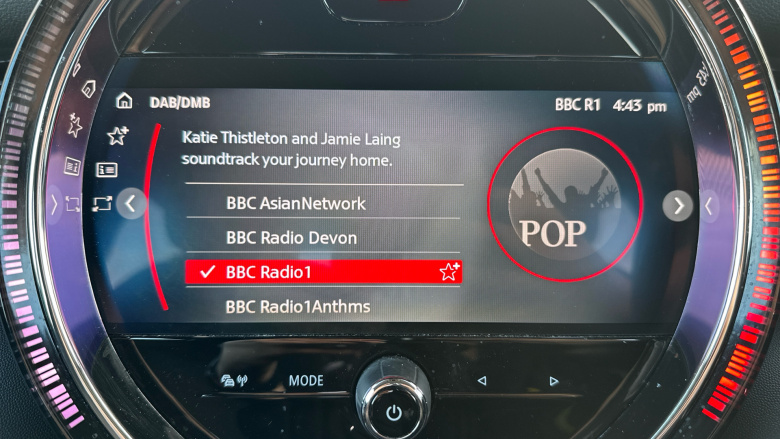 DAB/DMB
BBC R1 4:43 pm
Katie Thistleton and Jamie Laing
soundtrack your journey home.
BBC AsianNetwork
BBC Radio Devon
BBC Radio1
BBC Radio1Anthms
POP
MODE